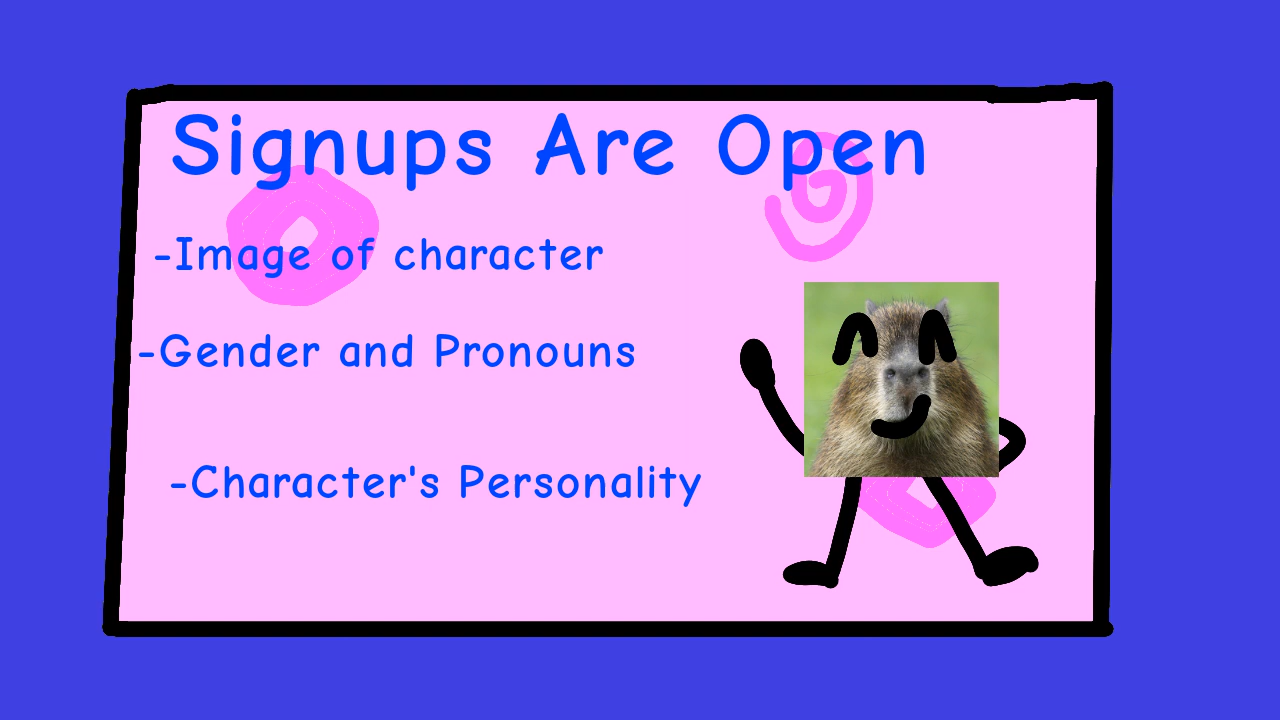 Signups Are Open
-Image of character
-Gender and Pronouns
-Character's Personality